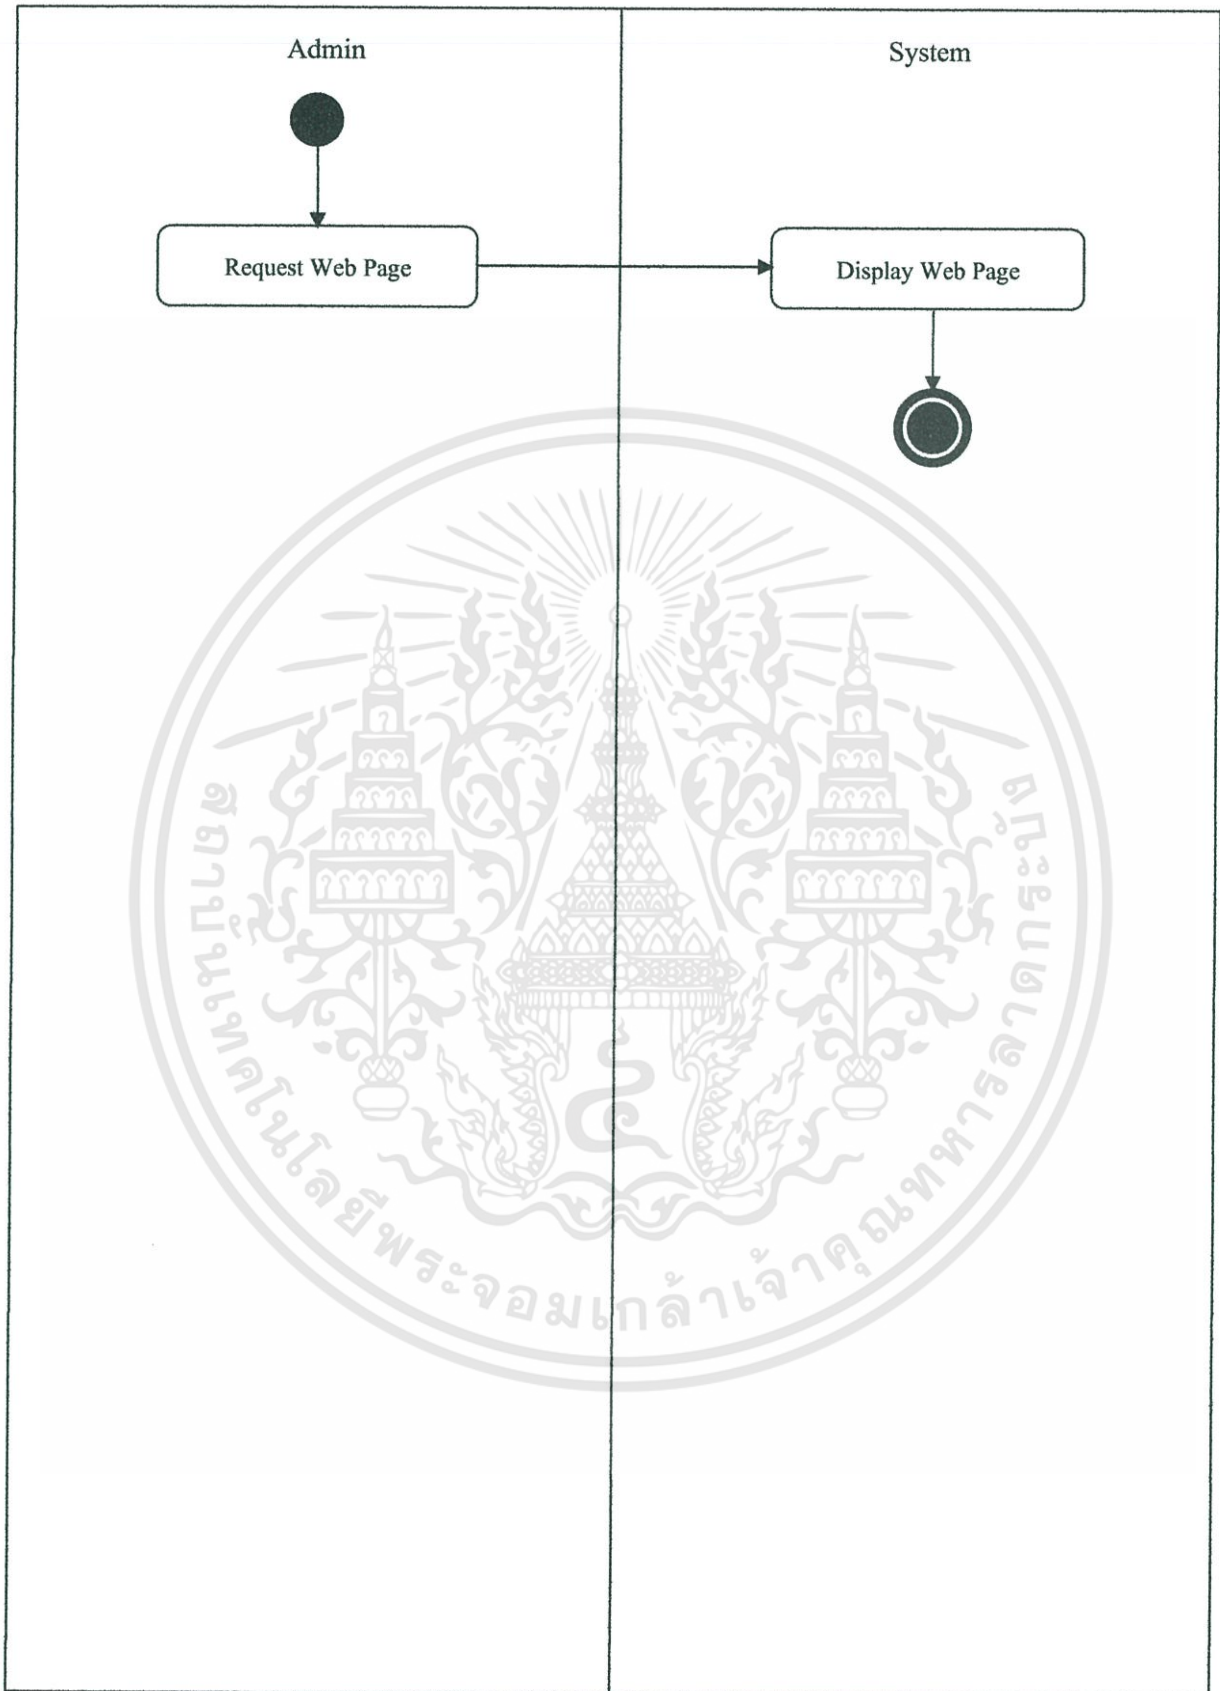 Admin
System
Request Web Page
Display Web Page
สถาบันเทคโนโลยีพระจอมเกล้าเจ้าคุณทหารลาดกระบัง
๕